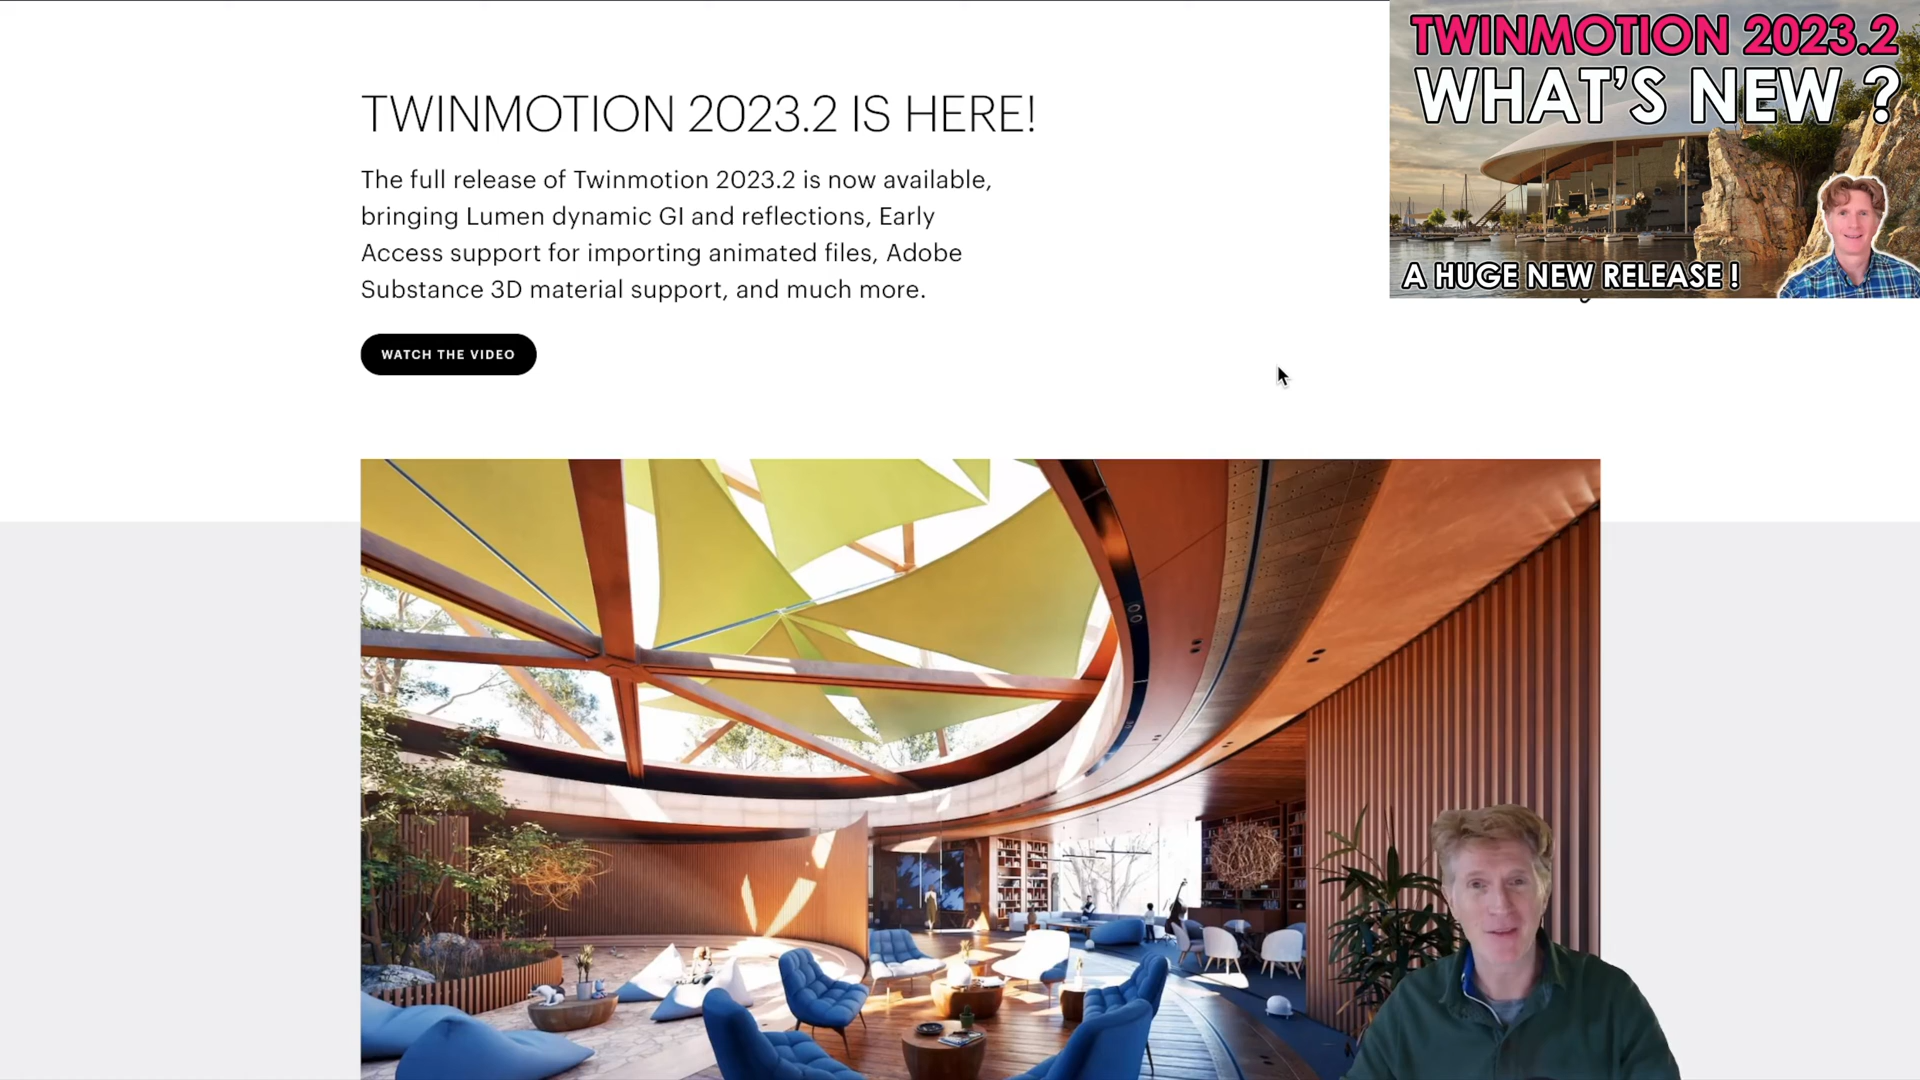 TWINMOTION 2023.2
WHAT'S NEW ?
A HUGE NEW RELEASE !
TWINMOTION 2023.2 IS HERE!
The full release of Twinmotion 2023.2 is now available,
bringing Lumen dynamic GI and reflections, Early
Access support for importing animated files, Adobe
Substance 3D material support, and much more.
WATCH THE VIDEO